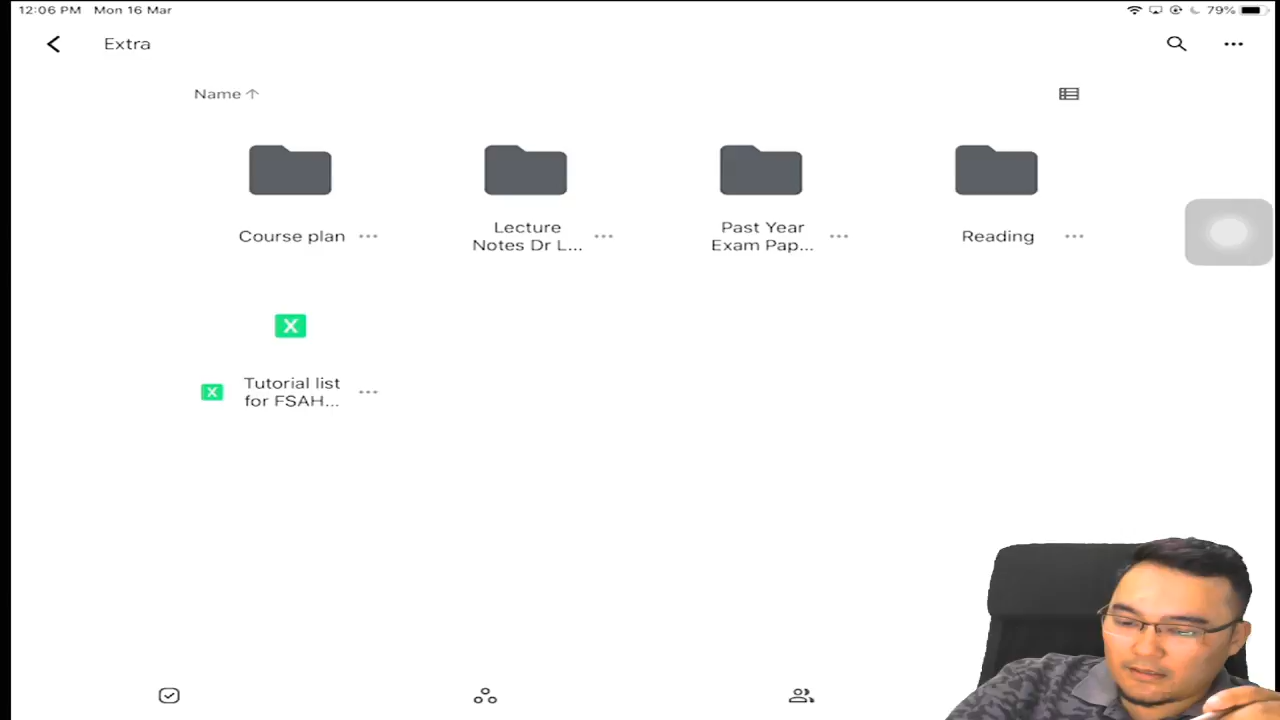 12:06 PM Mon 16 Mar
79%
Extra
Name ↑
Course plan
Lecture
Notes Dr L...
Past Year
Exam Pap...
Reading
X
X
Tutorial list
for FSAH...